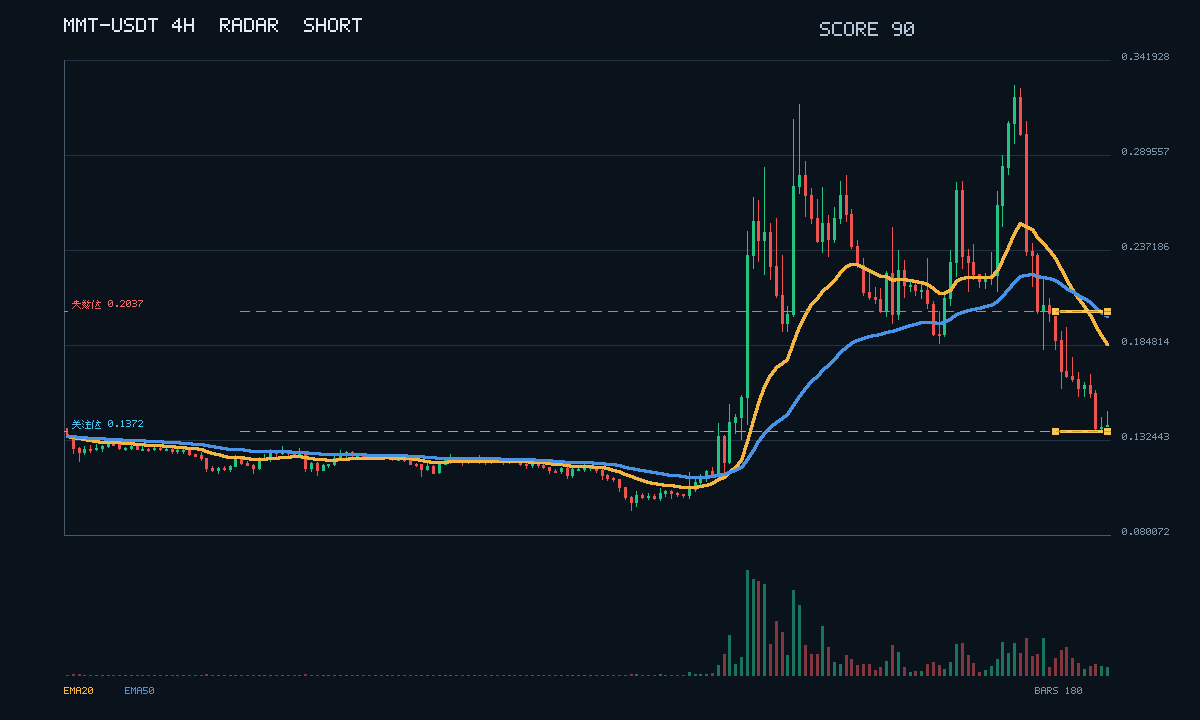 MMT-USDT 4H RADAR SHORT
SCORE 90
0.341928
0.289557
0.237186
失效位 0.2037
0.184814
关注位 0.1372
0.132443
0.080072
EMA20 EMA50
BARS 180